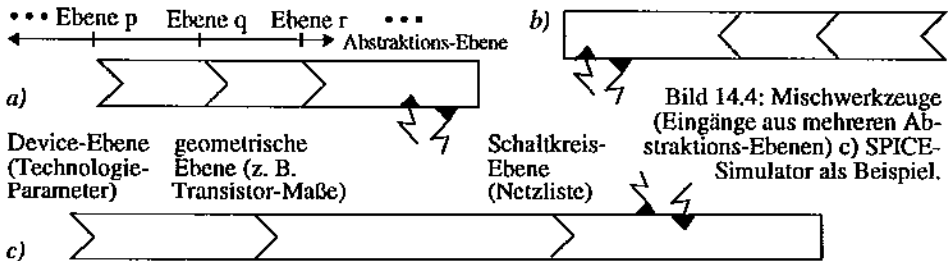 ••• Ebene p Ebene q Ebene r •••
Abstraktions-Ebene
a)
b)
Bild 14.4: Mischwerkzeuge
(Eingänge aus mehreren Ab-
straktions-Ebenen) c) SPICE-
Simulator als Beispiel.
Device-Ebene
(Technologie-
Parameter)
geometrische
Ebene (z. B.
Transistor-Maße)
Schaltkreis-
Ebene
(Netzliste)
c)